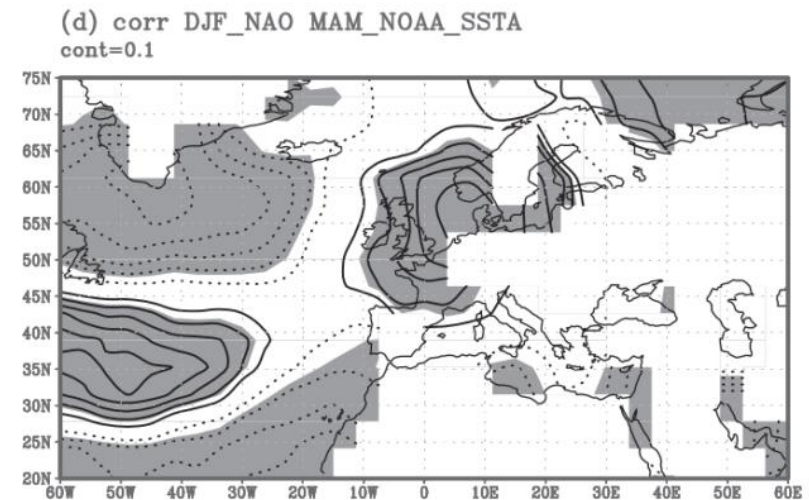 (d) corr DJF_NAO MAM_NOAA_SSTA
cont=0.1
75N
70N
65N
60N
55N
50N
45N
40N
35N
30N
25N
20N
60W 50W 40W 30W 20W 10W 0 10E 20E 30E 40E 50E 60E